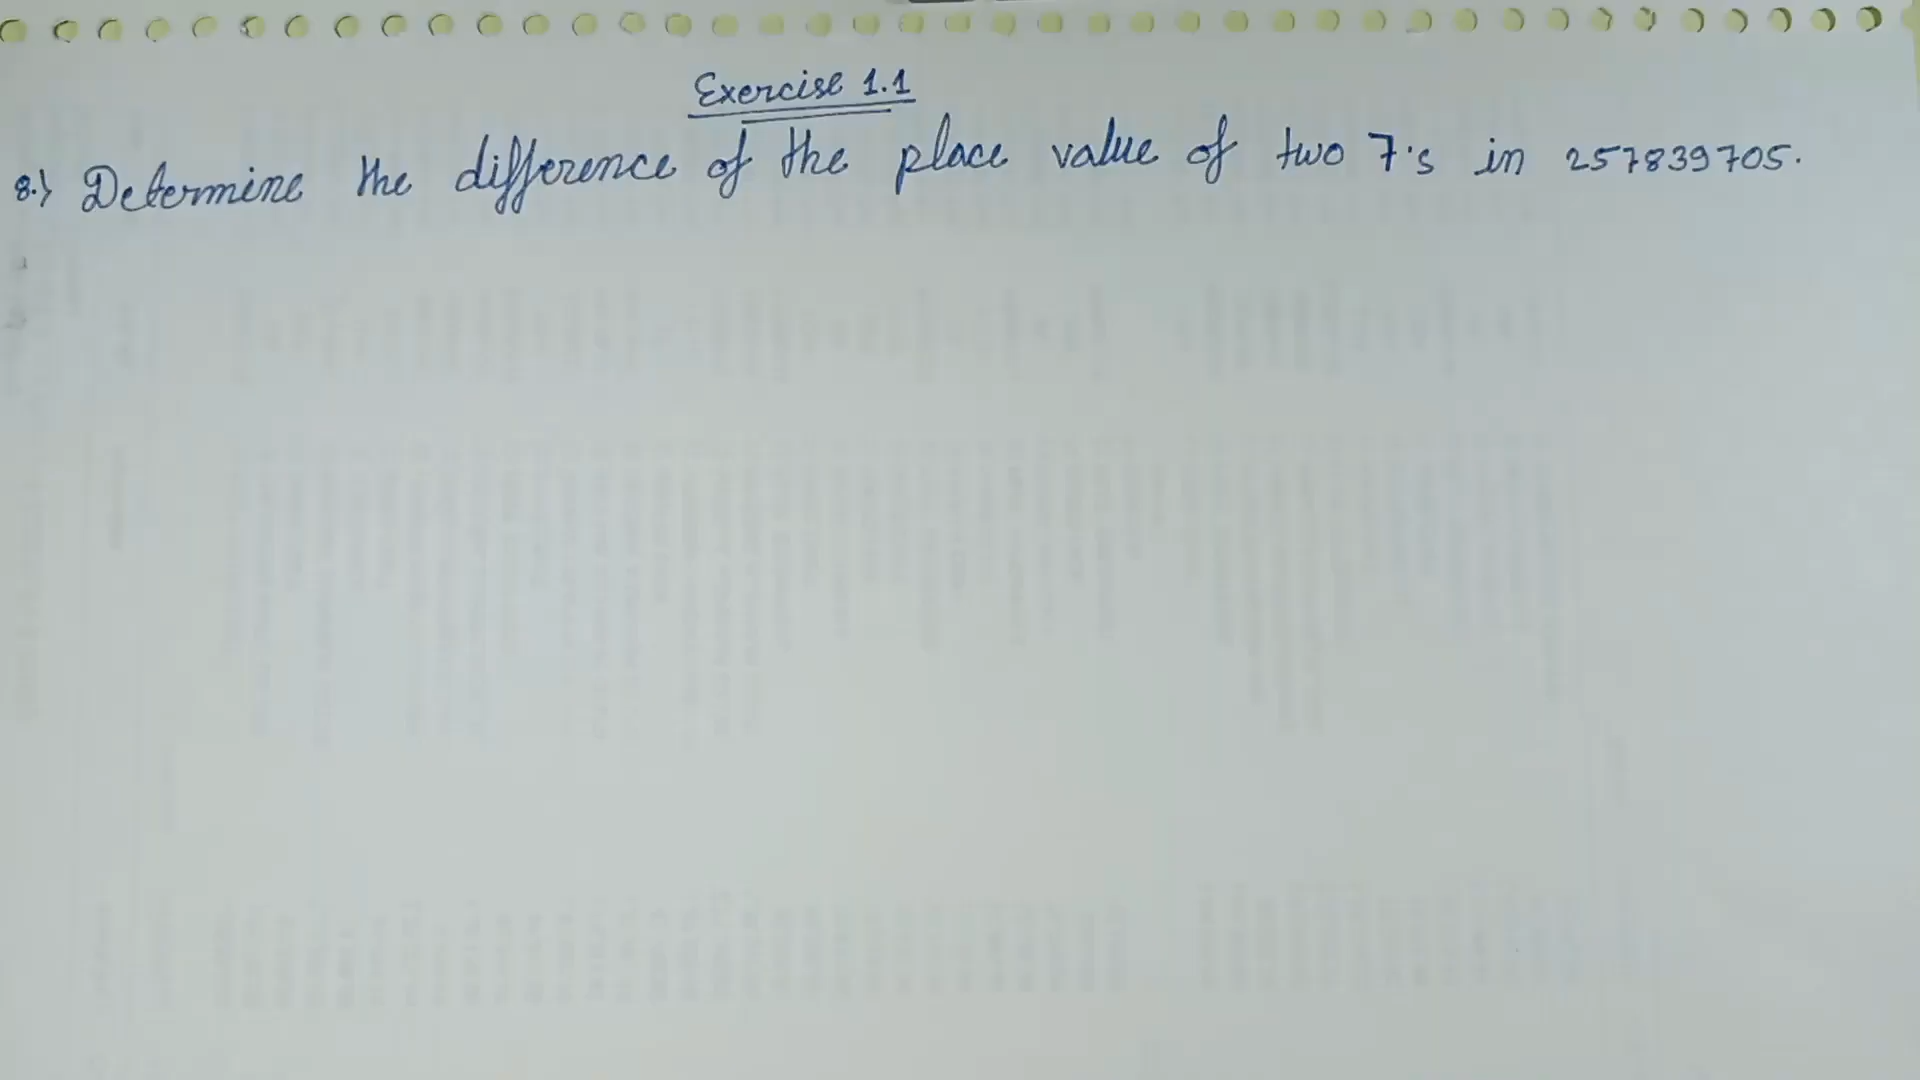 Exercise 1.1
8.) Determine the difference of the place value of two 7's in 257839705.